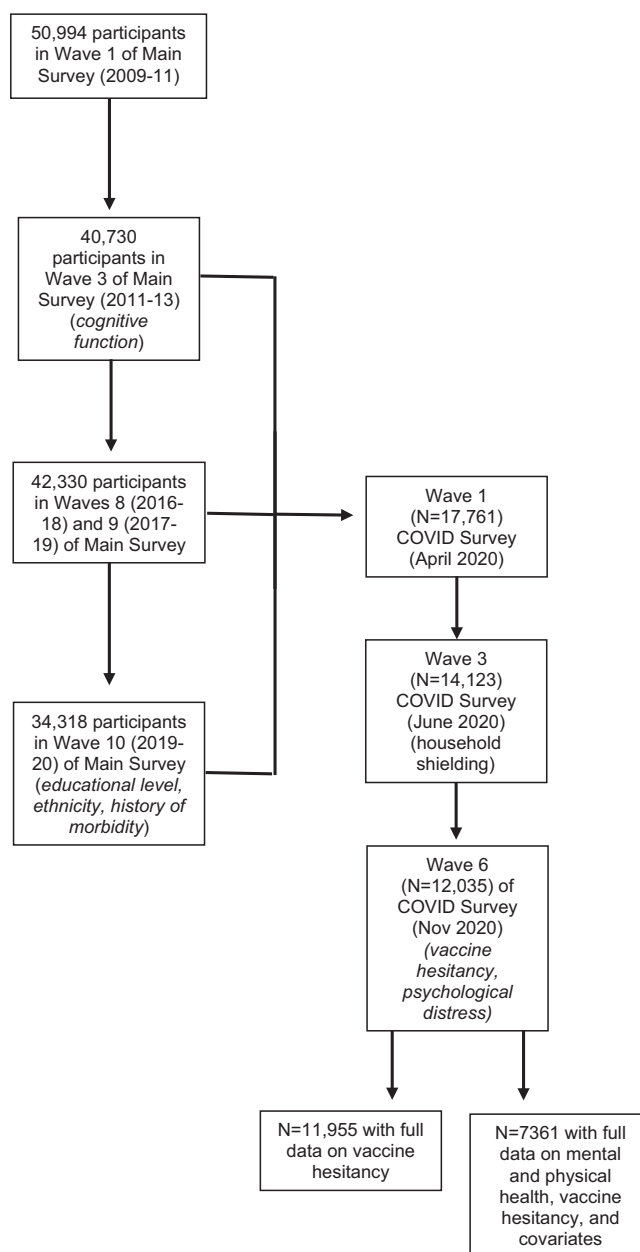 50,994 participants
in Wave 1 of Main
Survey (2009-11)
40,730
participants in
Wave 3 of Main
Survey (2011-13)
(cognitive
function)
42,330 participants
in Waves 8 (2016-
18) and 9 (2017-
19) of Main Survey
34,318 participants
in Wave 10 (2019-
20) of Main Survey
(educational level,
ethnicity, history of
morbidity)
Wave 1
(N=17,761)
COVID Survey
(April 2020)
Wave 3
(N=14,123)
COVID Survey
(June 2020)
(household
shielding)
Wave 6
(N=12,035) of
COVID Survey
(Nov 2020)
(vaccine
hesitancy,
psychological
distress)
N=11,955 with full
data on vaccine
hesitancy
N=7361 with full
data on mental
and physical
health, vaccine
hesitancy, and
covariates